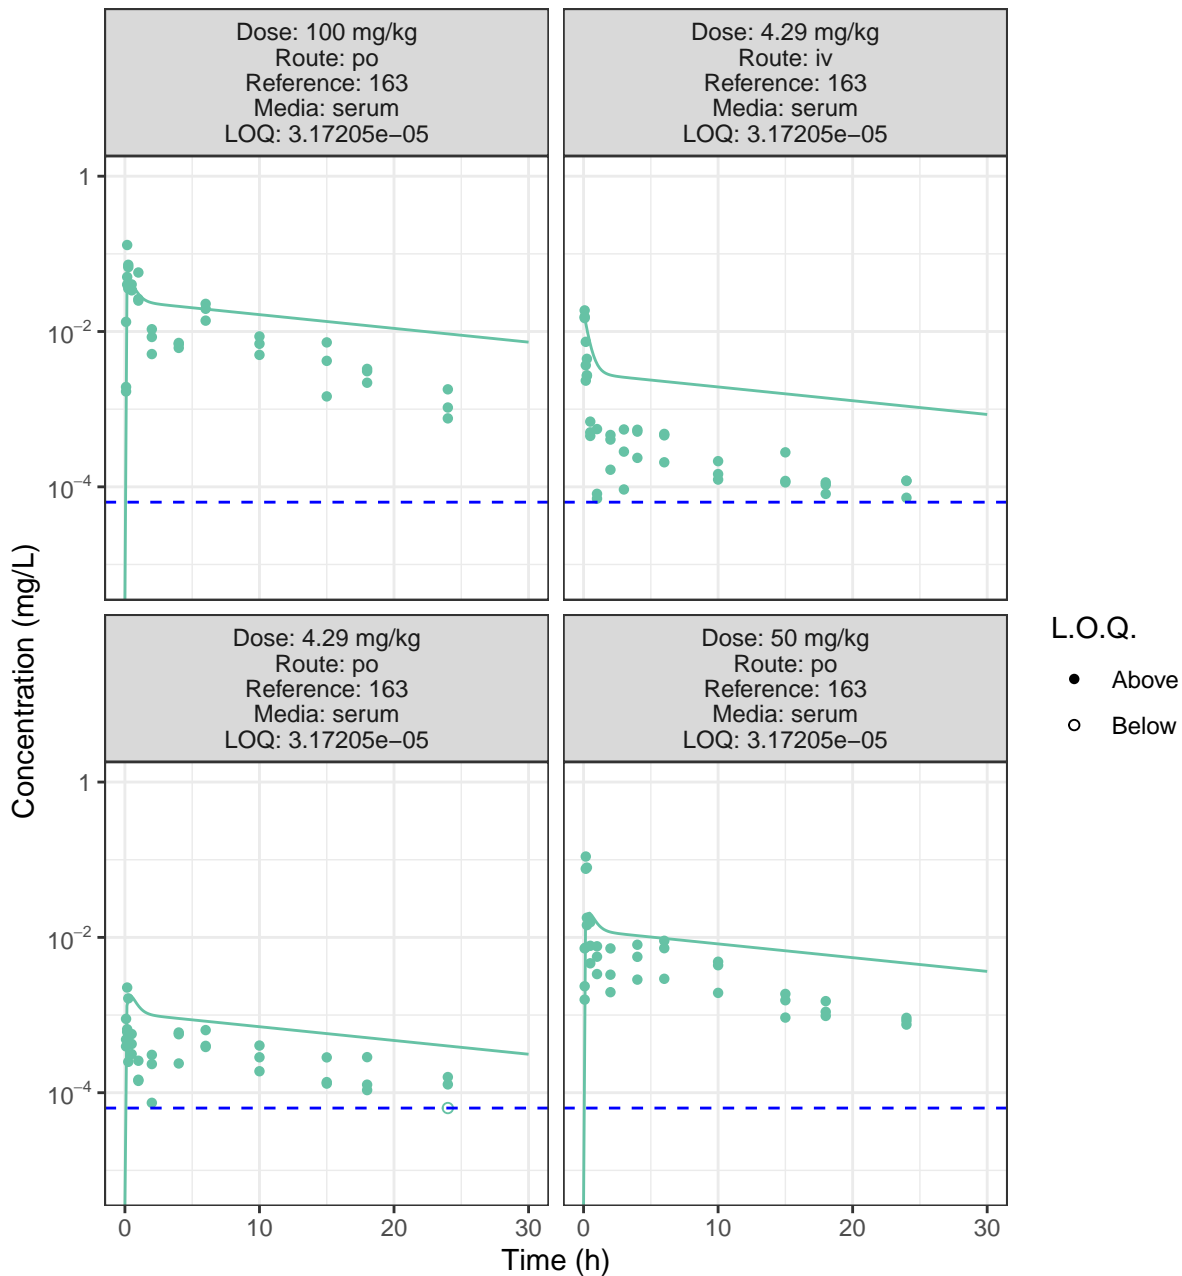 Dose: 100 mg/kg
Route: po
Reference: 163
Media: serum
LOQ: 3.17205e−05
Dose: 4.29 mg/kg
Route: iv
Reference: 163
Media: serum
LOQ: 3.17205e−05
1
10⁻²
10⁻⁴
Dose: 4.29 mg/kg
Route: po
Reference: 163
Media: serum
LOQ: 3.17205e−05
Dose: 50 mg/kg
Route: po
Reference: 163
Media: serum
LOQ: 3.17205e−05
1
10⁻²
10⁻⁴
0 10 20 30
0 10 20 30
Time (h)
Concentration (mg/L)
L.O.Q.
Above
Below